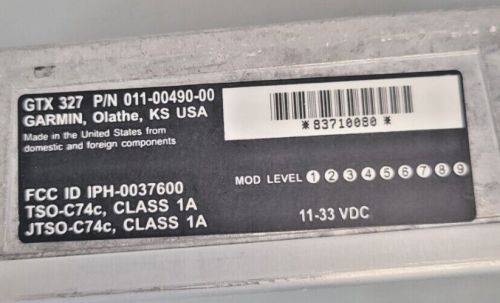 GTX 327 P/N 011-00490-00
GARMIN, Olathe, KS USA
Made in the United States from
domestic and foreign components
*83710080*
FCC ID IPH-0037600
TSO-C74c, CLASS 1A
JTSO-C74c, CLASS 1A
MOD LEVEL 1 2 3 4 5 6 7 8 9
11-33 VDC